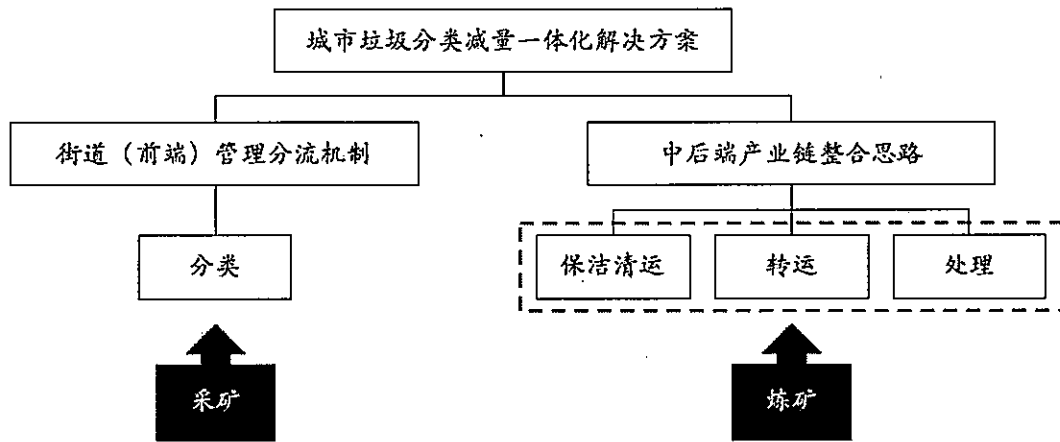 城市垃圾分类减量一体化解决方案
街道（前端）管理分流机制
中后端产业链整合思路
分类
保洁清运
转运
处理
采矿
炼矿